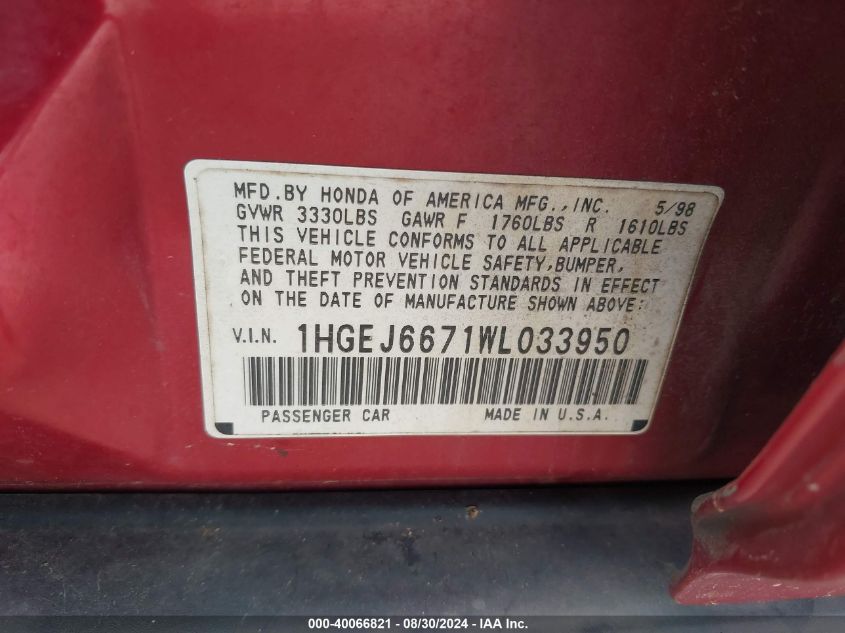 MFD.BY HONDA OF AMERICA MFG.,INC. 5/98
GVWR 3330LBS GAWR F 1760LBS R 1610LBS
THIS VEHICLE CONFORMS TO ALL APPLICABLE
FEDERAL MOTOR VEHICLE SAFETY,BUMPER,
AND THEFT PREVENTION STANDARDS IN EFFECT
ON THE DATE OF MANUFACTURE SHOWN ABOVE:
V.I.N. 1HGEJ6671WL033950
PASSENGER CAR MADE IN U.S.A.
000-40066821 - 08/30/2024 - IAA Inc.